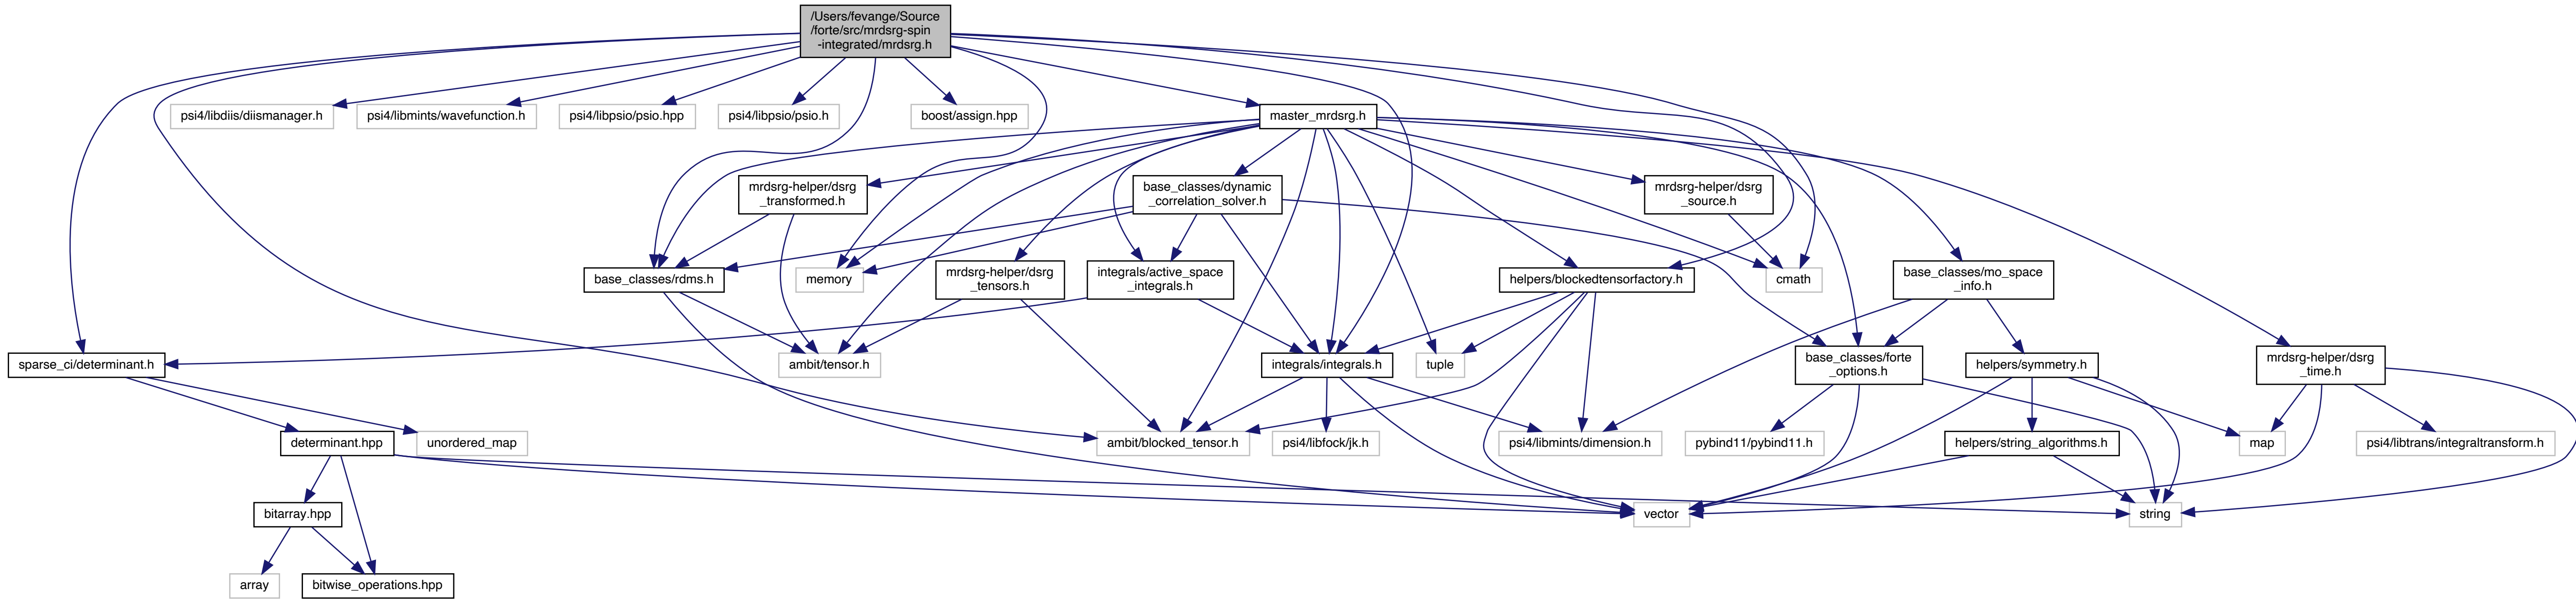 /Users/fevange/Source
/forte/src/mrdsrg-spin
-integrated/mrdsrg.h
psi4/libdiis/diismanager.h
psi4/libmints/wavefunction.h
psi4/libpsio/psio.hpp
psi4/libpsio/psio.h
boost/assign.hpp
master_mrdsrg.h
mrdsrg-helper/dsrg
_transformed.h
base_classes/dynamic
_correlation_solver.h
mrdsrg-helper/dsrg
_source.h
base_classes/rdms.h
memory
mrdsrg-helper/dsrg
_tensors.h
integrals/active_space
_integrals.h
helpers/blockedtensorfactory.h
cmath
base_classes/mo_space
_info.h
sparse_ci/determinant.h
ambit/tensor.h
integrals/integrals.h
tuple
base_classes/forte
_options.h
helpers/symmetry.h
mrdsrg-helper/dsrg
_time.h
determinant.hpp
unordered_map
ambit/blocked_tensor.h
psi4/libfock/jk.h
psi4/libmints/dimension.h
pybind11/pybind11.h
helpers/string_algorithms.h
map
psi4/libtrans/integraltransform.h
bitarray.hpp
vector
string
array
bitwise_operations.hpp